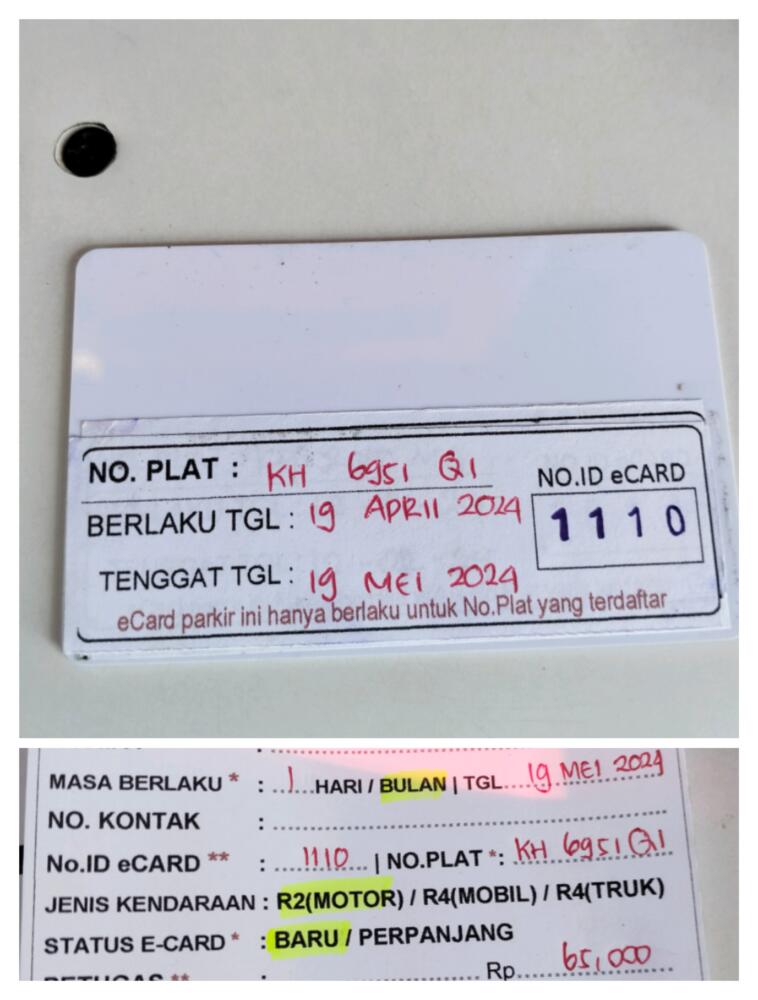 NO. PLAT : KH 6951 QI
NO.ID eCARD
BERLAKU TGL : 19 APRIl 2024
1110
TENGGAT TGL : 19 MEI 2024
eCard parkir ini hanya berlaku untuk No.Plat yang terdaftar
MASA BERLAKU * : 1 HARI / BULAN | TGL 19 MEI 2024
NO. KONTAK :
No.ID eCARD ** : 1110 | NO.PLAT *: KH 6951 QI
JENIS KENDARAAN : R2(MOTOR) / R4(MOBIL) / R4(TRUK)
STATUS E-CARD * : BARU / PERPANJANG
PETUGAS ** : Rp. 65,000